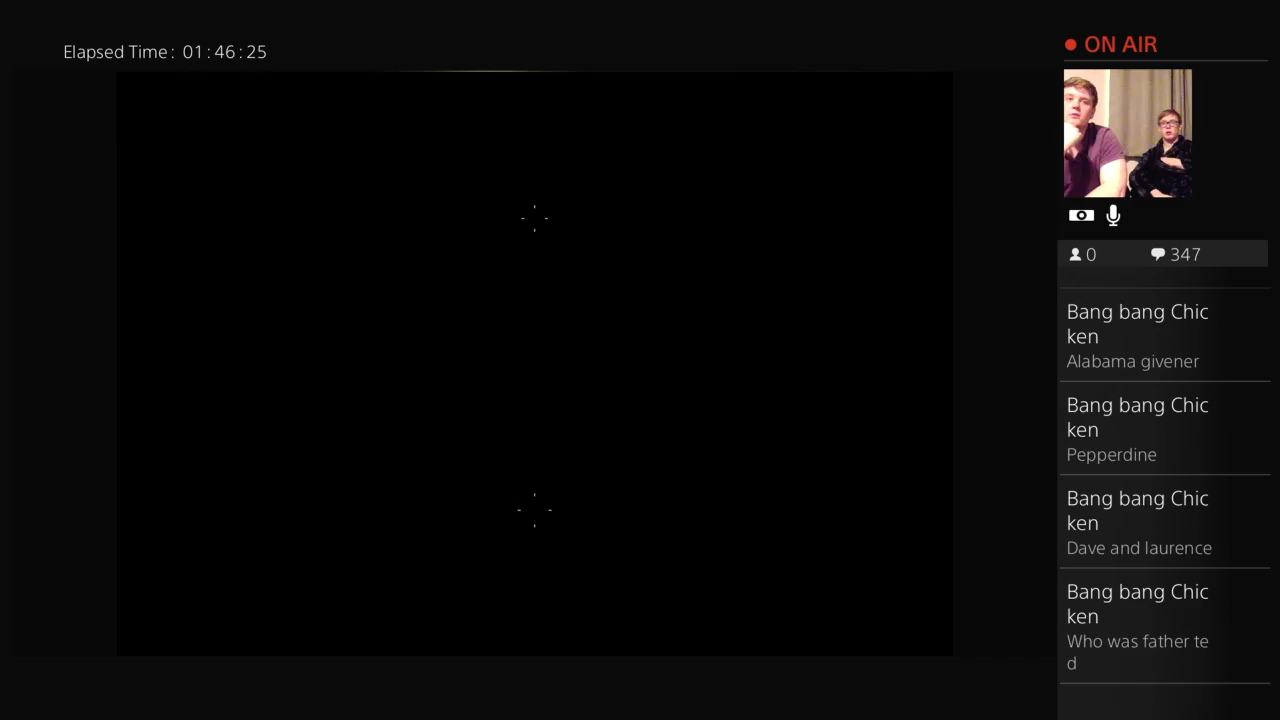 Elapsed Time: 01:46:25
ON AIR
0 347
Bang bang Chic
ken
Alabama givener
Bang bang Chic
ken
Pepperdine
Bang bang Chic
ken
Dave and laurence
Bang bang Chic
ken
Who was father te
d